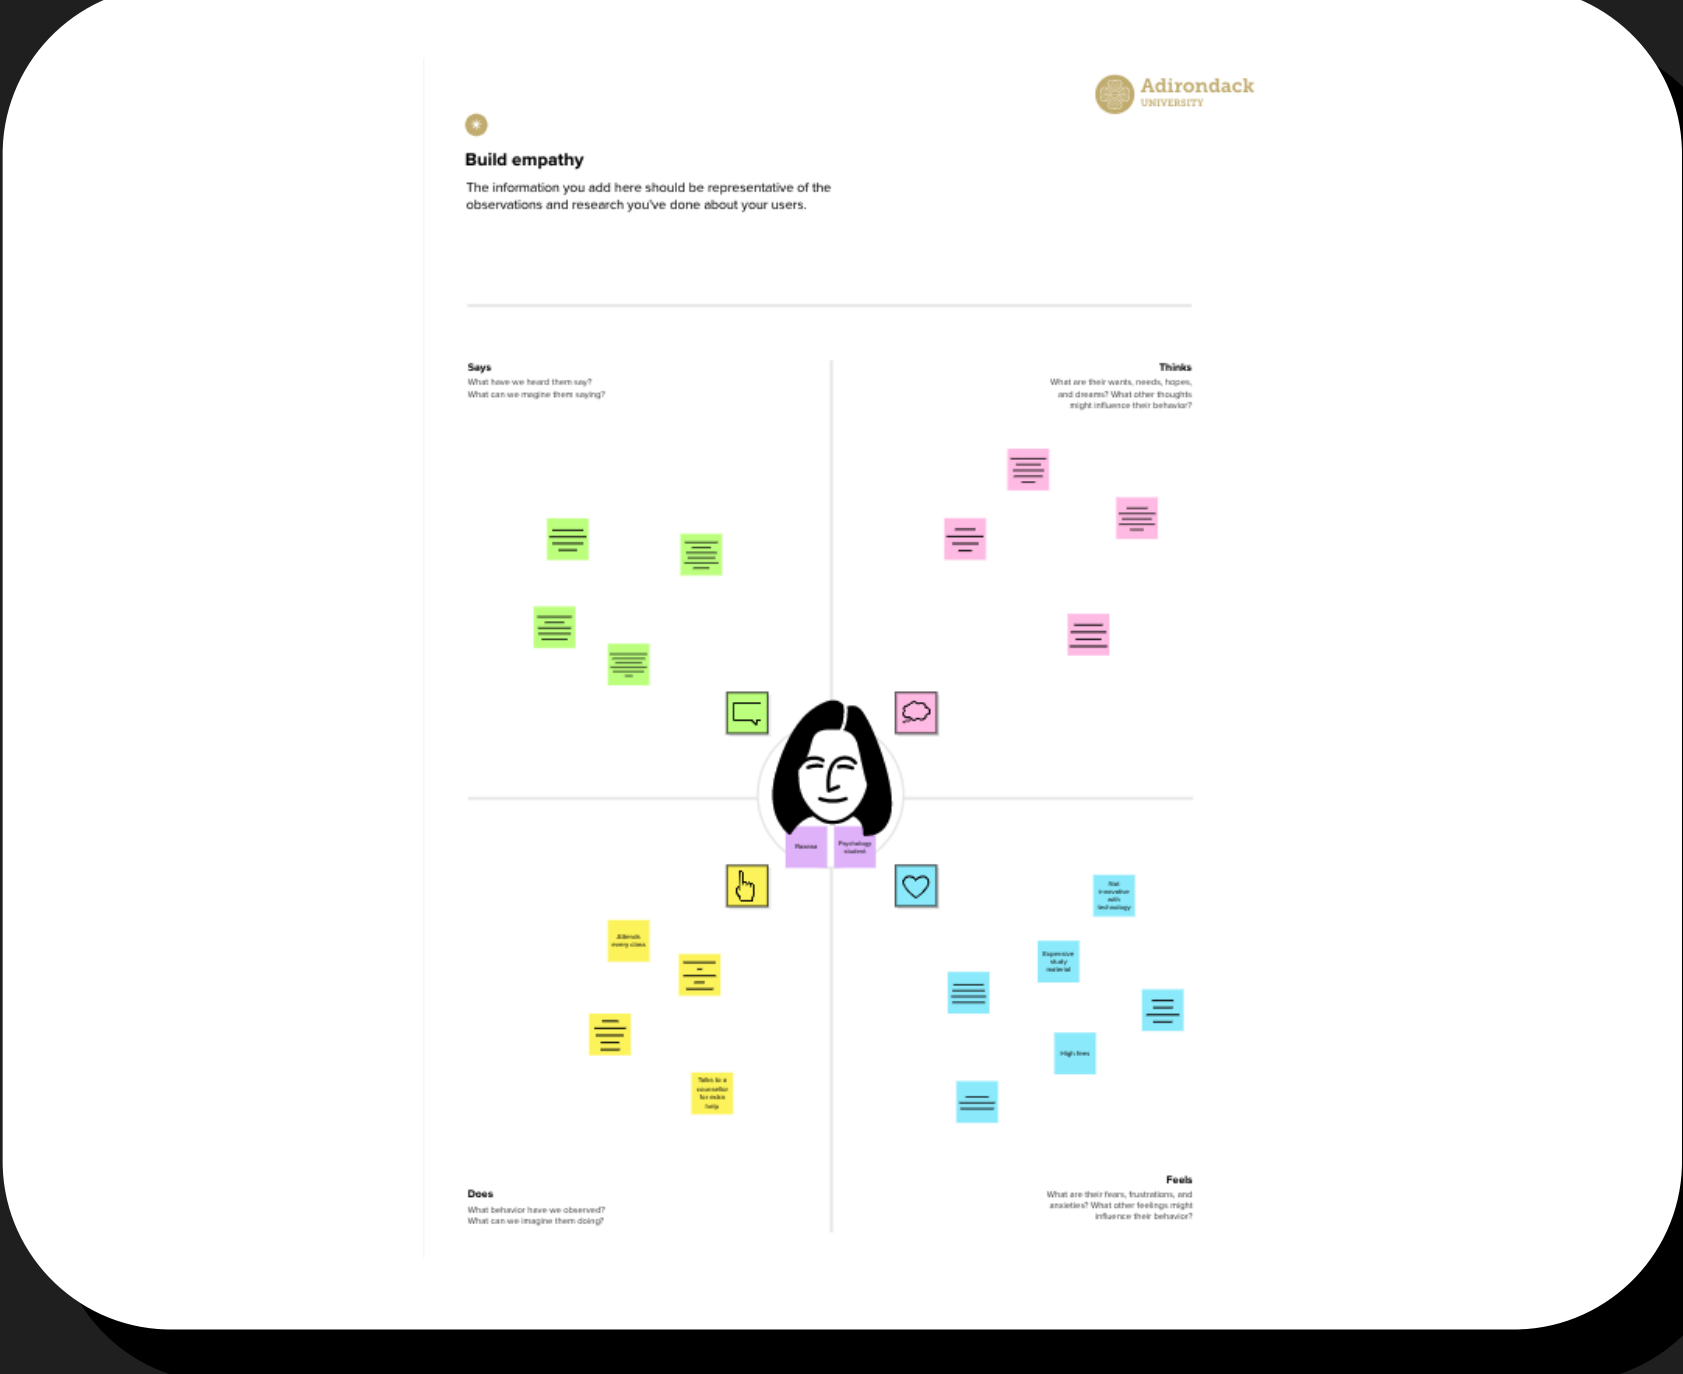 Adirondack
UNIVERSITY
Build empathy
The information you add here should be representative of the
observations and research you've done about your users.
Says
What have we heard them say?
What can we magine them saying?
Thinks
What are their wants, needs, hopes,
and dreams? What other thoughts
might influence their behavior?
Psychology
student
Attends
every class
Talks to a
counsellor
for
help
Not
innovative
with
technology
Expensive
study
material
High fees
Does
What behavior have we observed?
What can we imagine them doing?
Feels
What are their fears, frustrations, and
anxieties? What other feelings might
influence their behavior?